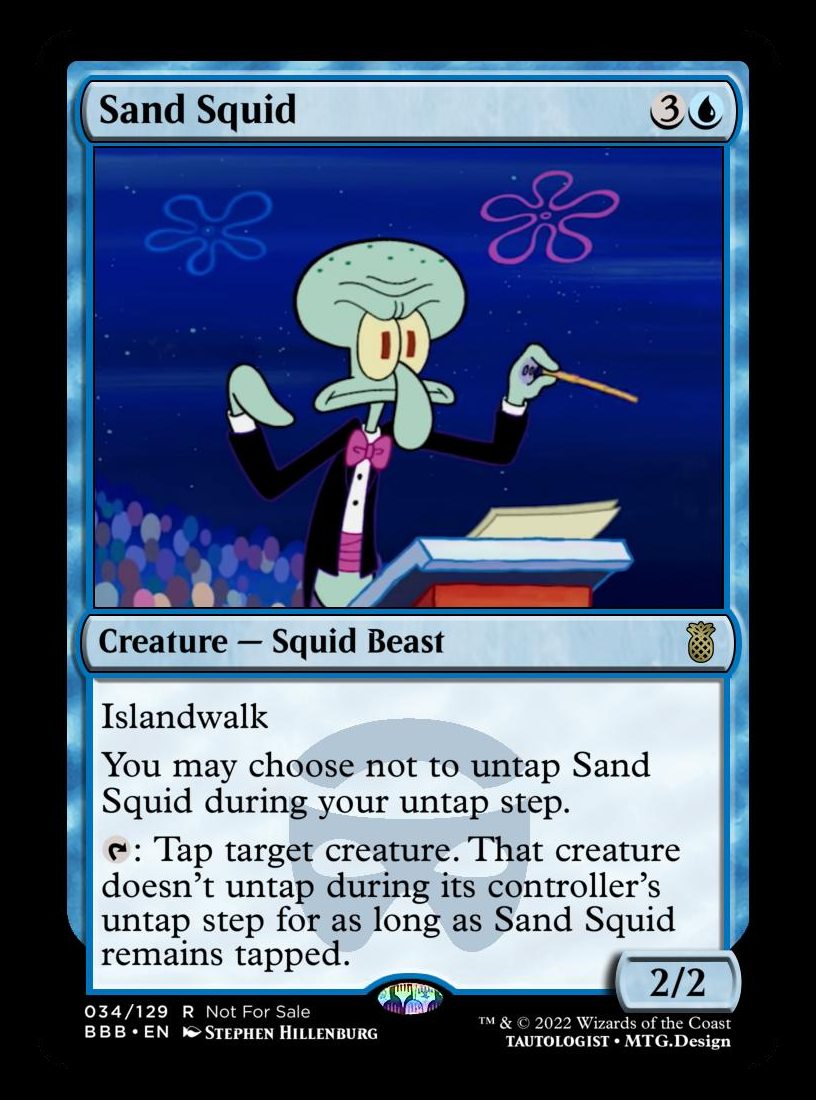 Sand Squid 3
Creature — Squid Beast
Islandwalk
You may choose not to untap Sand
Squid during your untap step.
: Tap target creature. That creature
doesn't untap during its controller's
untap step for as long as Sand Squid
remains tapped.
2/2
034/129 R Not For Sale
BBB • EN STEPHEN HILLENBURG
™ & © 2022 Wizards of the Coast
TAUTOLOGIST • MTG.Design